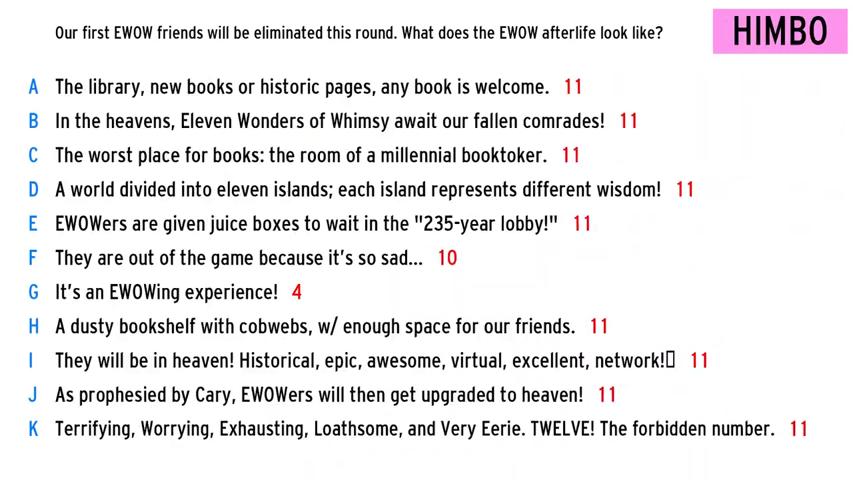 Our first EWOW friends will be eliminated this round. What does the EWOW afterlife look like?
HIMBO
A The library, new books or historic pages, any book is welcome. 11
B In the heavens, Eleven Wonders of Whimsy await our fallen comrades! 11
C The worst place for books: the room of a millennial booktoker. 11
D A world divided into eleven islands; each island represents different wisdom! 11
E EWOWers are given juice boxes to wait in the "235-year lobby!" 11
F They are out of the game because it's so sad... 10
G It's an EWOWing experience! 4
H A dusty bookshelf with cobwebs, w/ enough space for our friends. 11
I They will be in heaven! Historical, epic, awesome, virtual, excellent, network!▯ 11
J As prophesied by Cary, EWOWers will then get upgraded to heaven! 11
K Terrifying, Worrying, Exhausting, Loathsome, and Very Eerie. TWELVE! The forbidden number. 11